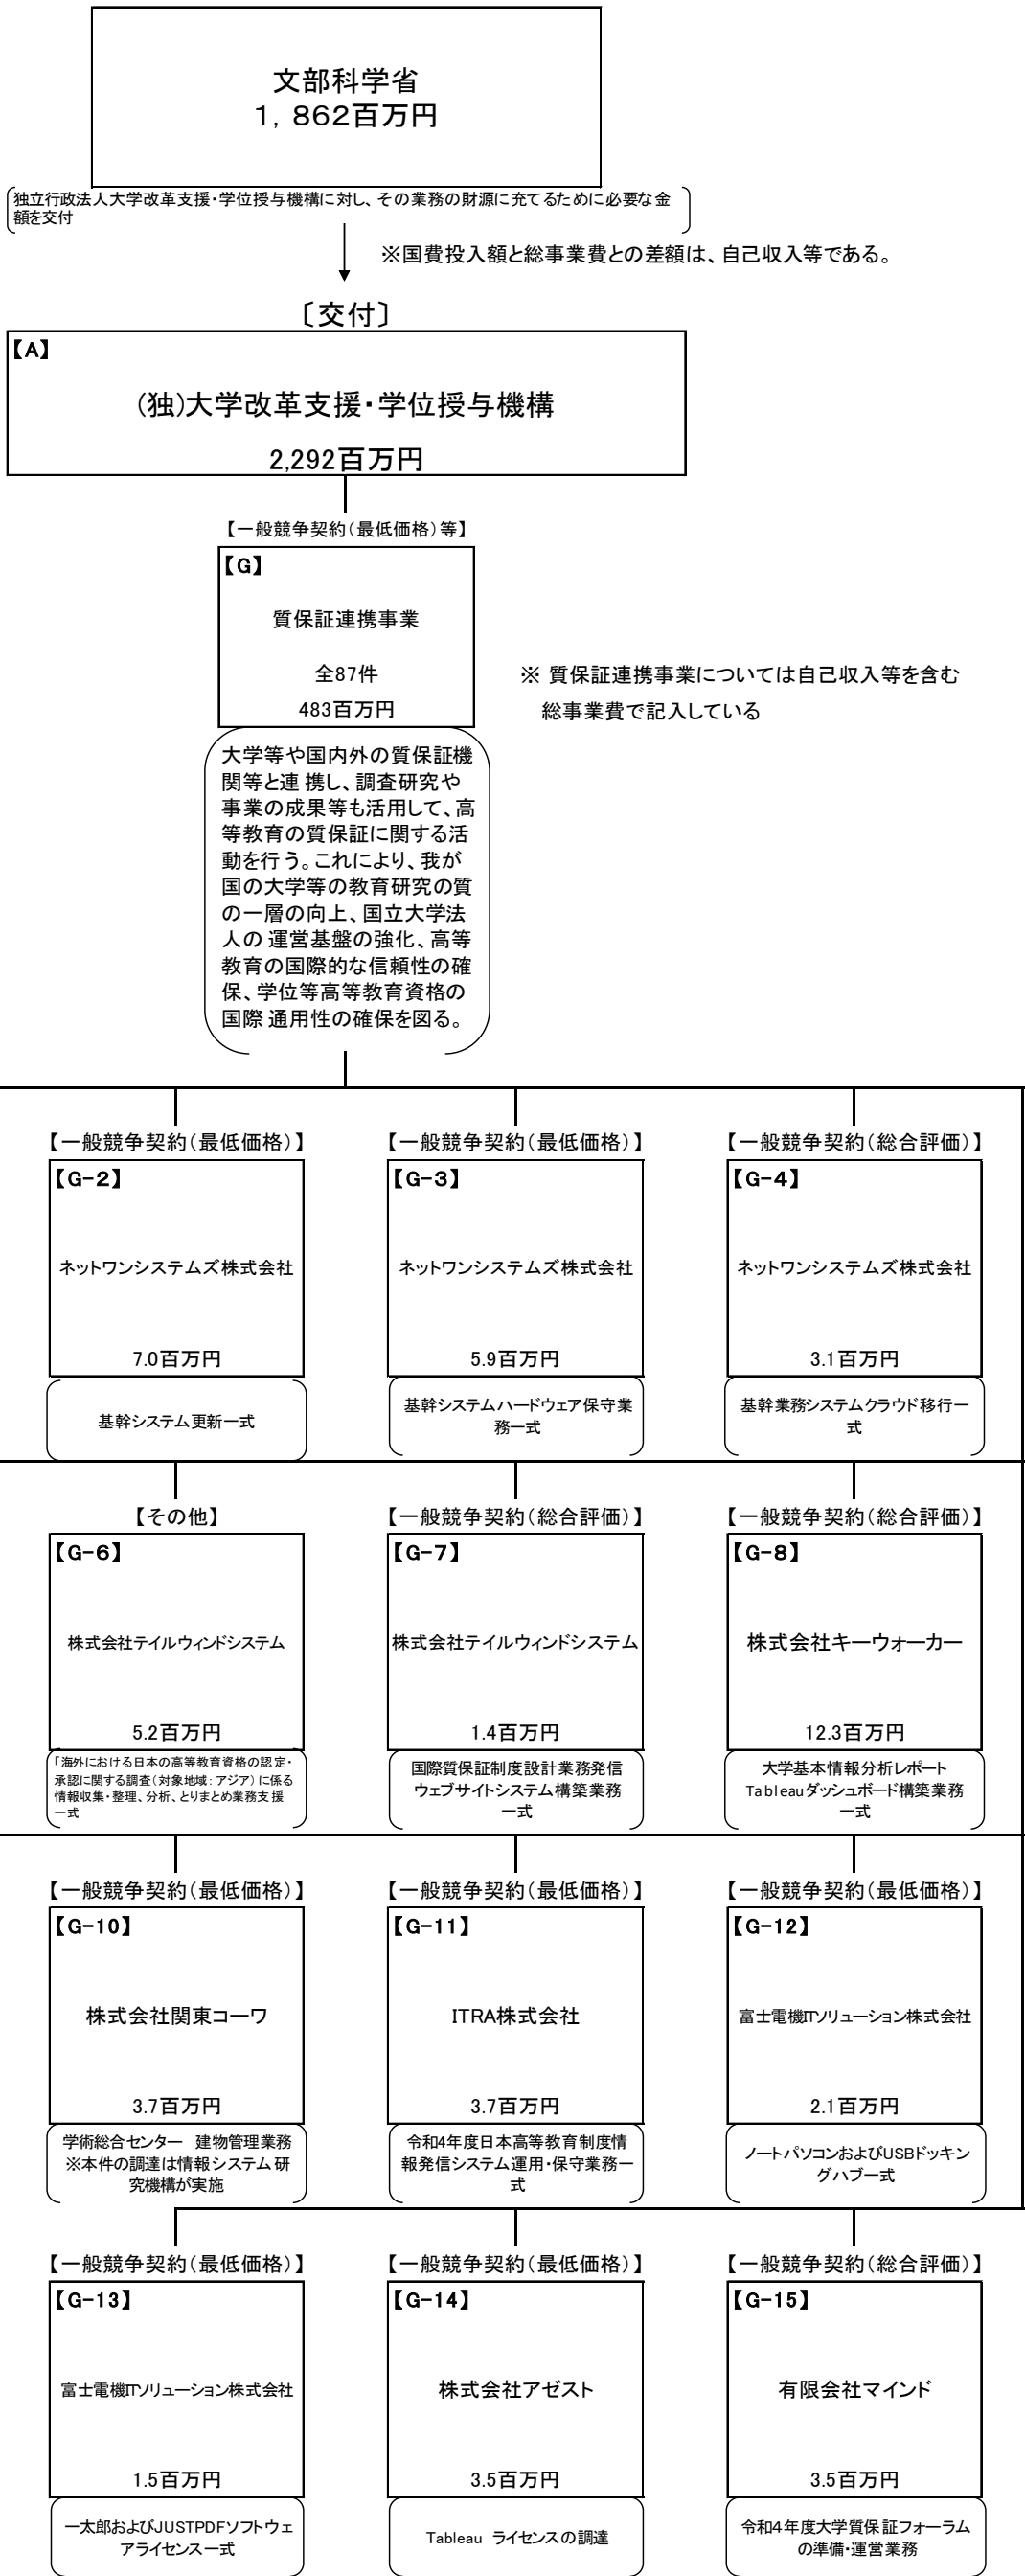 文部科学省
1，862百万円
独立行政法人大学改革支援・学位授与機構に対し、その業務の財源に充てるために必要な金
額を交付
※国費投入額と総事業費との差額は、自己収入等である。
〔交付〕
【A】
(独)大学改革支援・学位授与機構
2,292百万円
【一般競争契約（最低価格）等】
【G】
質保証連携事業
全87件
483百万円
※ 質保証連携事業については自己収入等を含む
総事業費で記入している
大学等や国内外の質保証機
関等と連 携し、調査研究や
事業の成果等も活用して、高
等教育の質保証に関する活
動を行う。これにより、我が
国の大学等の教育研究の質
の一層の向上、国立大学法
人の 運営基盤の強化、高等
教育の国際的な信頼性の確
保、学位等高等教育資格の
国際 通用性の確保を図る。
【一般競争契約（最低価格）】
【G-2】
ネットワンシステムズ株式会社
7.0百万円
基幹システム更新一式
【一般競争契約（最低価格）】
【G-3】
ネットワンシステムズ株式会社
5.9百万円
基幹システムハードウェア保守業
務一式
【一般競争契約（総合評価）】
【G-4】
ネットワンシステムズ株式会社
3.1百万円
基幹業務システムクラウド移行一
式
【その他】
【G-6】
株式会社テイルウィンドシステム
5.2百万円
「海外における日本の高等教育資格の認定・
承認に関する調査（対象地域：アジア）に係る
情報収集・整理、分析、とりまとめ業務支援
一式
【一般競争契約（総合評価）】
【G-7】
株式会社テイルウィンドシステム
1.4百万円
国際質保証制度設計業務発信
ウェブサイトシステム構築業務
一式
【一般競争契約（総合評価）】
【G-8】
株式会社キーウォーカー
12.3百万円
大学基本情報分析レポート
Tableauダッシュボード構築業務
一式
【一般競争契約（最低価格）】
【G-10】
株式会社関東コーワ
3.7百万円
学術総合センター　建物管理業務
※本件の調達は情報システム研
究機構が実施
【一般競争契約（最低価格）】
【G-11】
ITRA株式会社
3.7百万円
令和4年度日本高等教育制度情
報発信システム運用・保守業務一
式
【一般競争契約（最低価格）】
【G-12】
富士電機ITソリューション株式会社
2.1百万円
ノートパソコンおよびUSBドッキン
グハブ一式
【一般競争契約（最低価格）】
【G-13】
富士電機ITソリューション株式会社
1.5百万円
一太郎およびJUSTPDFソフトウェ
アライセンス一式
【一般競争契約（最低価格）】
【G-14】
株式会社アゼスト
3.5百万円
Tableau ライセンスの調達
【一般競争契約（総合評価）】
【G-15】
有限会社マインド
3.5百万円
令和4年度大学質保証フォーラム
の準備・運営業務